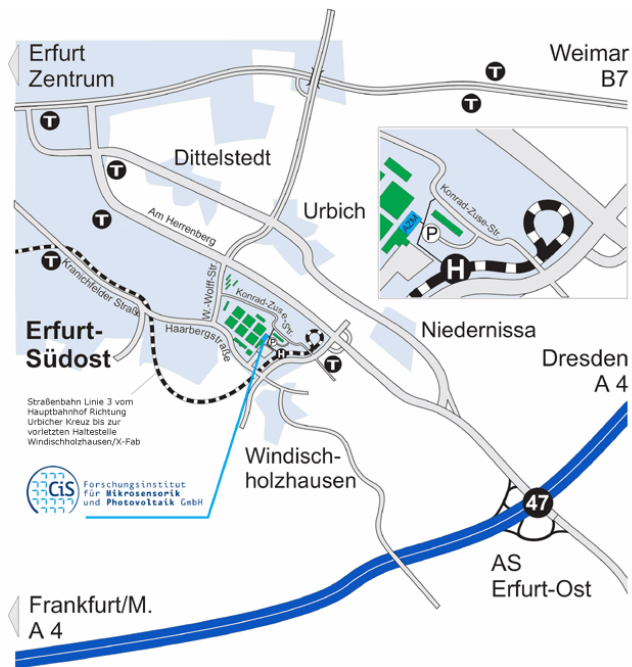 Erfurt
Zentrum
Weimar
B7
T
T
T
Dittelstedt
T
Urbich
Am Herrenberg
T
T
Kranichfelder Straße
W.-Wolff-Str.
Konrad-Zuse-Str.
AZM
P
H
Konrad-Zuse-Str.
Haarbergstraße
P
H
T
Erfurt-
Südost
Niedernissa
Dresden
A 4
Straßenbahn Linie 3 vom
Hauptbahnhof Richtung
Urbicher Kreuz bis zur
vorletzten Haltestelle
Windischholzhausen/X-Fab
Windisch-
holzhausen
CiS
Forschungsinstitut
für Mikrosensorik
und Photovoltaik GmbH
47
AS
Erfurt-Ost
Frankfurt/M.
A 4